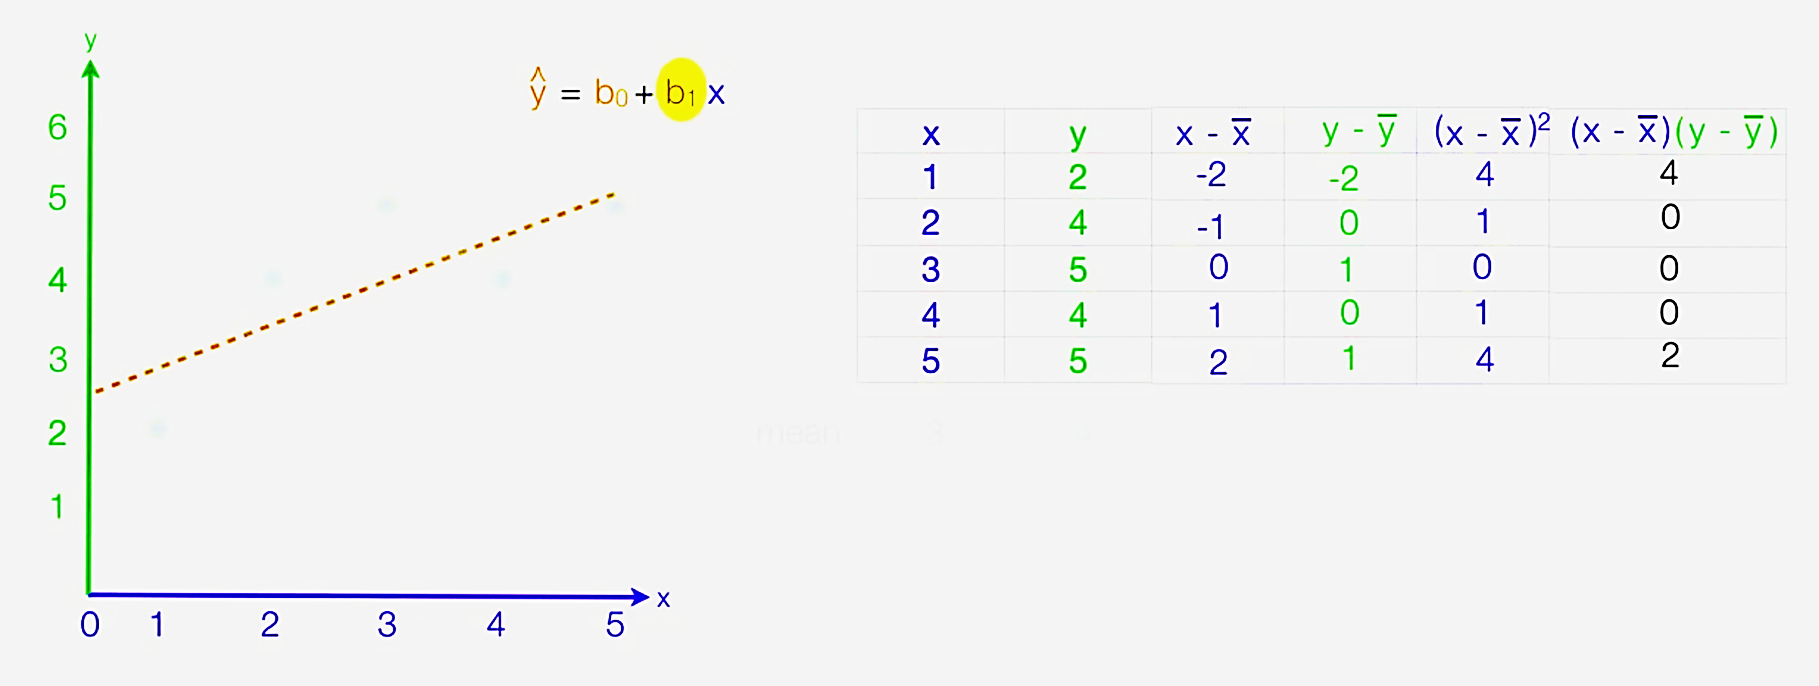 y
ŷ = b₀ + b₁x
6
5
4
3
2
1
0 1 2 3 4 5 x
x y x - x̅ y - y̅ (x - x̅)² (x - x̅)(y - y̅)
1 2 -2 -2 4 4
2 4 -1 0 1 0
3 5 0 1 0 0
4 4 1 0 1 0
5 5 2 1 4 2
mean 3